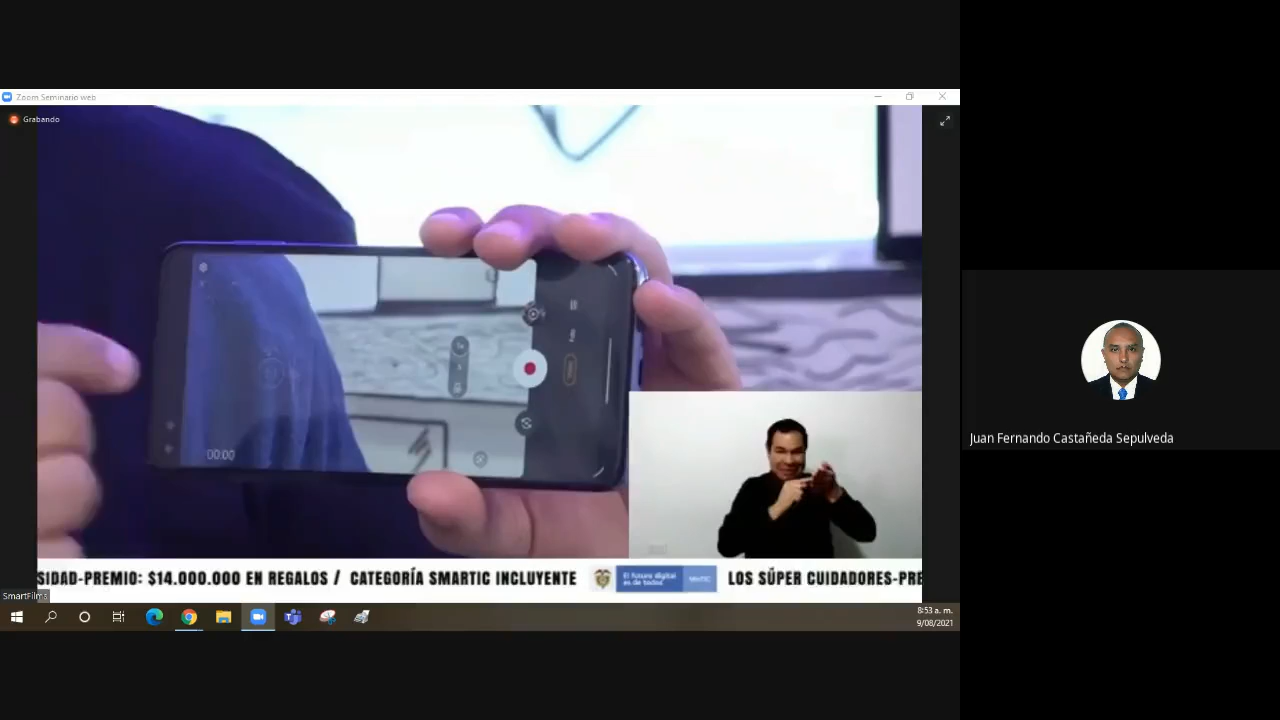 Zoom Seminario web
Grabando
00:00
SIDAD-PREMIO: $14.000.000 EN REGALOS / CATEGORÍA SMARTIC INCLUYENTE
El futuro digital
es de todos
MinTIC
LOS SÚPER CUIDADORES-PRE
SmartFilms
8:53 a. m.
9/08/2021
Juan Fernando Castañeda Sepulveda